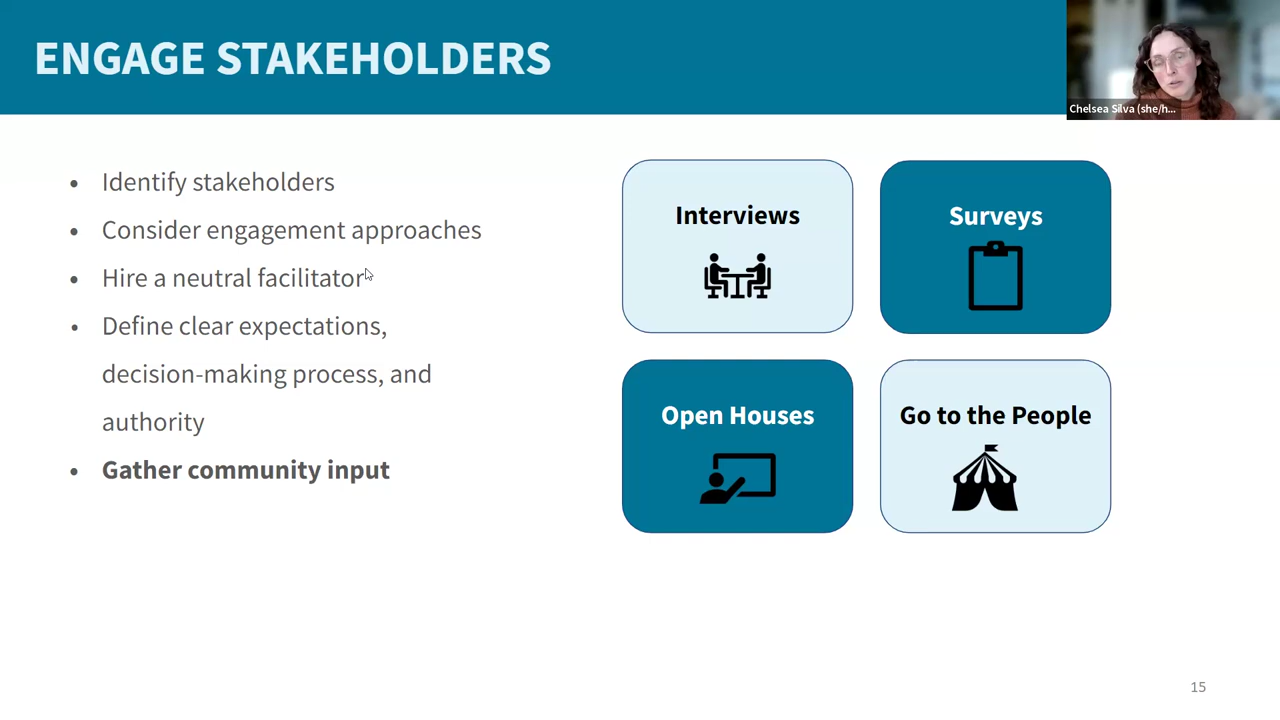 ENGAGE STAKEHOLDERS
Chelsea Silva (she/h...
• Identify stakeholders
• Consider engagement approaches
• Hire a neutral facilitator
• Define clear expectations,
decision-making process, and
authority
• Gather community input
Interviews
Surveys
Open Houses
Go to the People
15